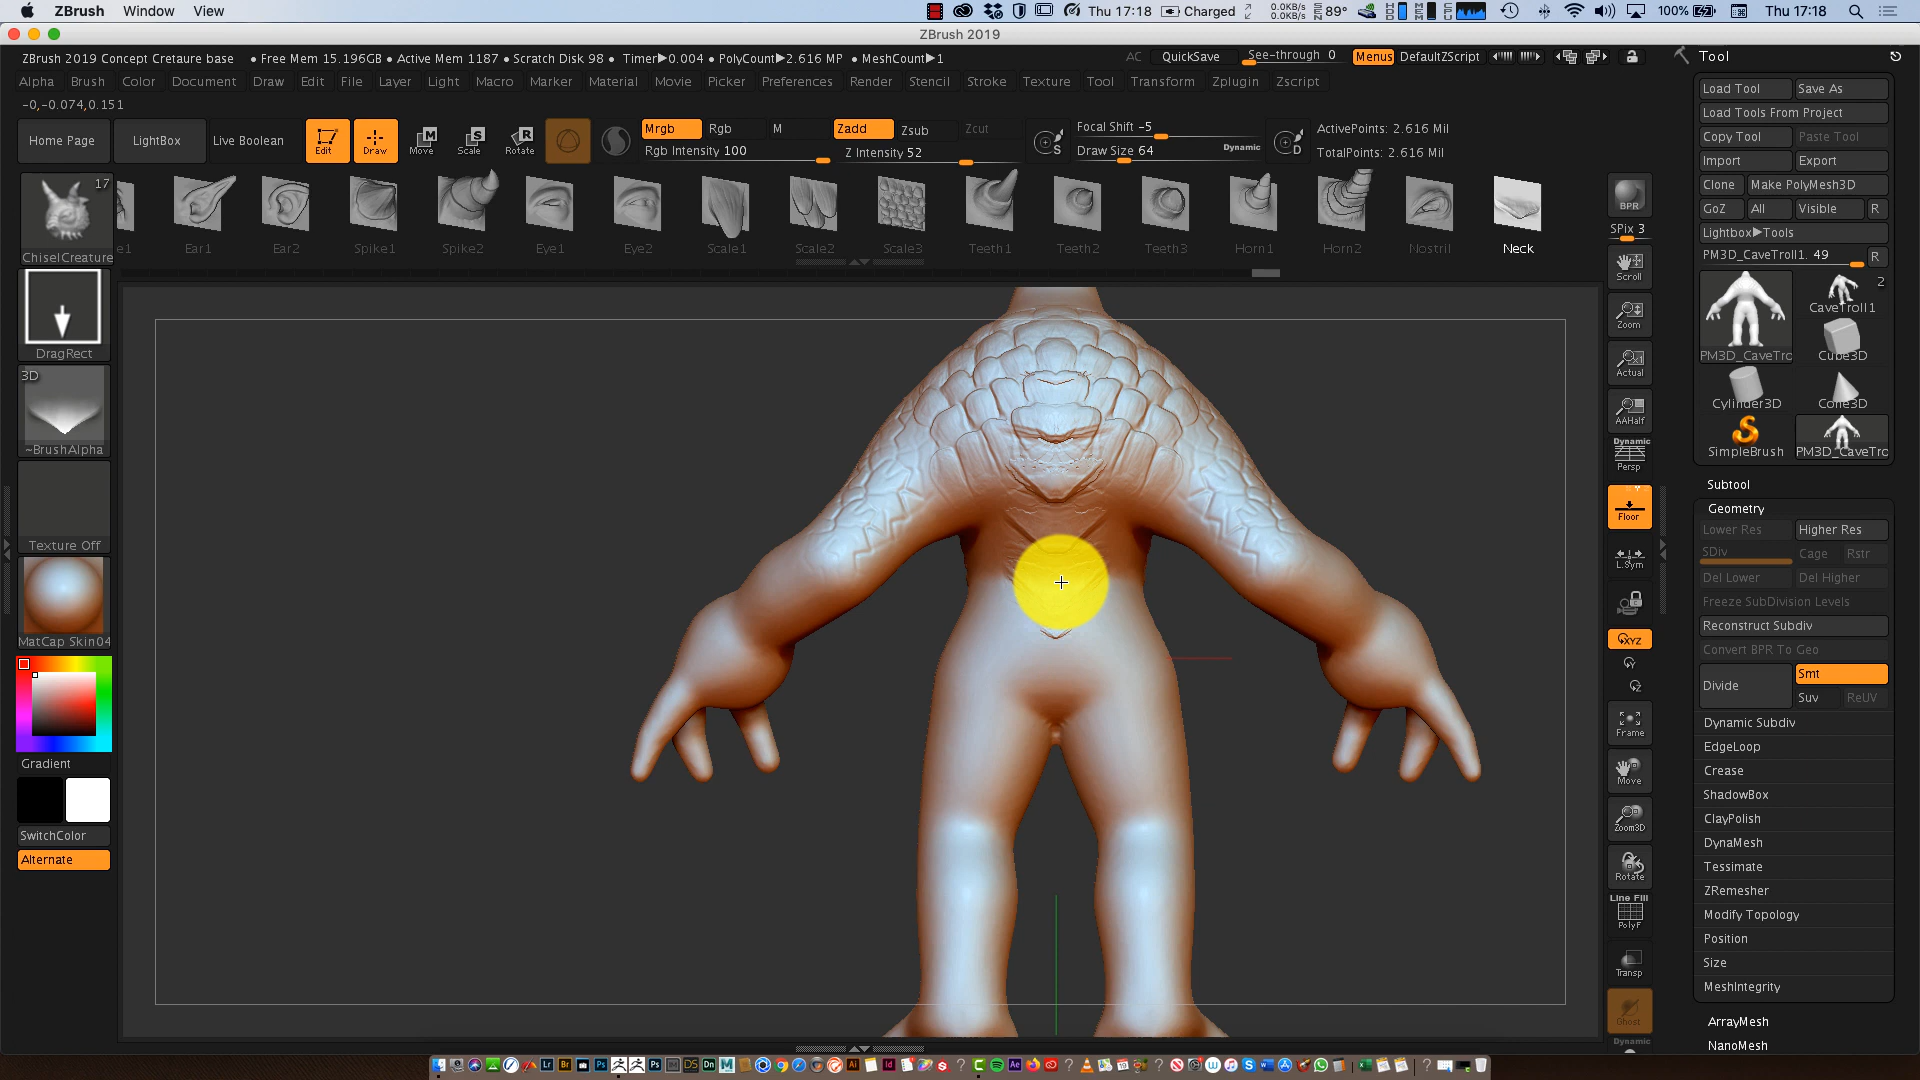 ZBrush Window View
0.0KB/s
0.0KB/s
89° Thu 17:18 Charged 100% Thu 17:18
ZBrush 2019
ZBrush 2019 Concept Cretaure base • Free Mem 15.196GB • Active Mem 1187 • Scratch Disk 98 • Timer▶0.004 • PolyCount▶2.616 MP • MeshCount▶1
AC QuickSave See-through 0 Menus DefaultZScript
Alpha Brush Color Document Draw Edit File Layer Light Macro Marker Material Movie Picker Preferences Render Stencil Stroke Texture Tool Transform Zplugin Zscript
-0,-0.074,0.151
Home Page LightBox Live Boolean Edit Draw Move Scale Rotate
Mrgb Rgb M Zadd Zsub Zcut
Rgb Intensity 100 Z Intensity 52
Focal Shift -5
Draw Size 64 Dynamic
ActivePoints: 2.616 Mil
TotalPoints: 2.616 Mil
17
ChiselCreature
e1 Ear1 Ear2 Spike1 Spike2 Eye1 Eye2 Scale1 Scale2 Scale3 Teeth1 Teeth2 Teeth3 Horn1 Horn2 Nostril Neck
DragRect
3D
~BrushAlpha
Texture Off
MatCap Skin04
Gradient
SwitchColor
Alternate
BPR
SPix 3
Scroll
Zoom
Actual
AAHalf
Dynamic
Persp
Floor
L.Sym
XYZ
Y
Z
Frame
Move
Zoom3D
Rotate
Line Fill
PolyF
Transp
Ghost
Dynamic
Tool
Load Tool Save As
Load Tools From Project
Copy Tool Paste Tool
Import Export
Clone Make PolyMesh3D
GoZ All Visible R
Lightbox▶Tools
PM3D_CaveTroll1. 49 R
2
CaveTroll1
PM3D_CaveTro Cube3D
Cylinder3D Cone3D
SimpleBrush PM3D_CaveTro
Subtool
Geometry
Lower Res Higher Res
SDiv Cage Rstr
Del Lower Del Higher
Freeze SubDivision Levels
Reconstruct Subdiv
Convert BPR To Geo
Divide Smt
Suv ReUV
Dynamic Subdiv
EdgeLoop
Crease
ShadowBox
ClayPolish
DynaMesh
Tessimate
ZRemesher
Modify Topology
Position
Size
MeshIntegrity
ArrayMesh
NanoMesh